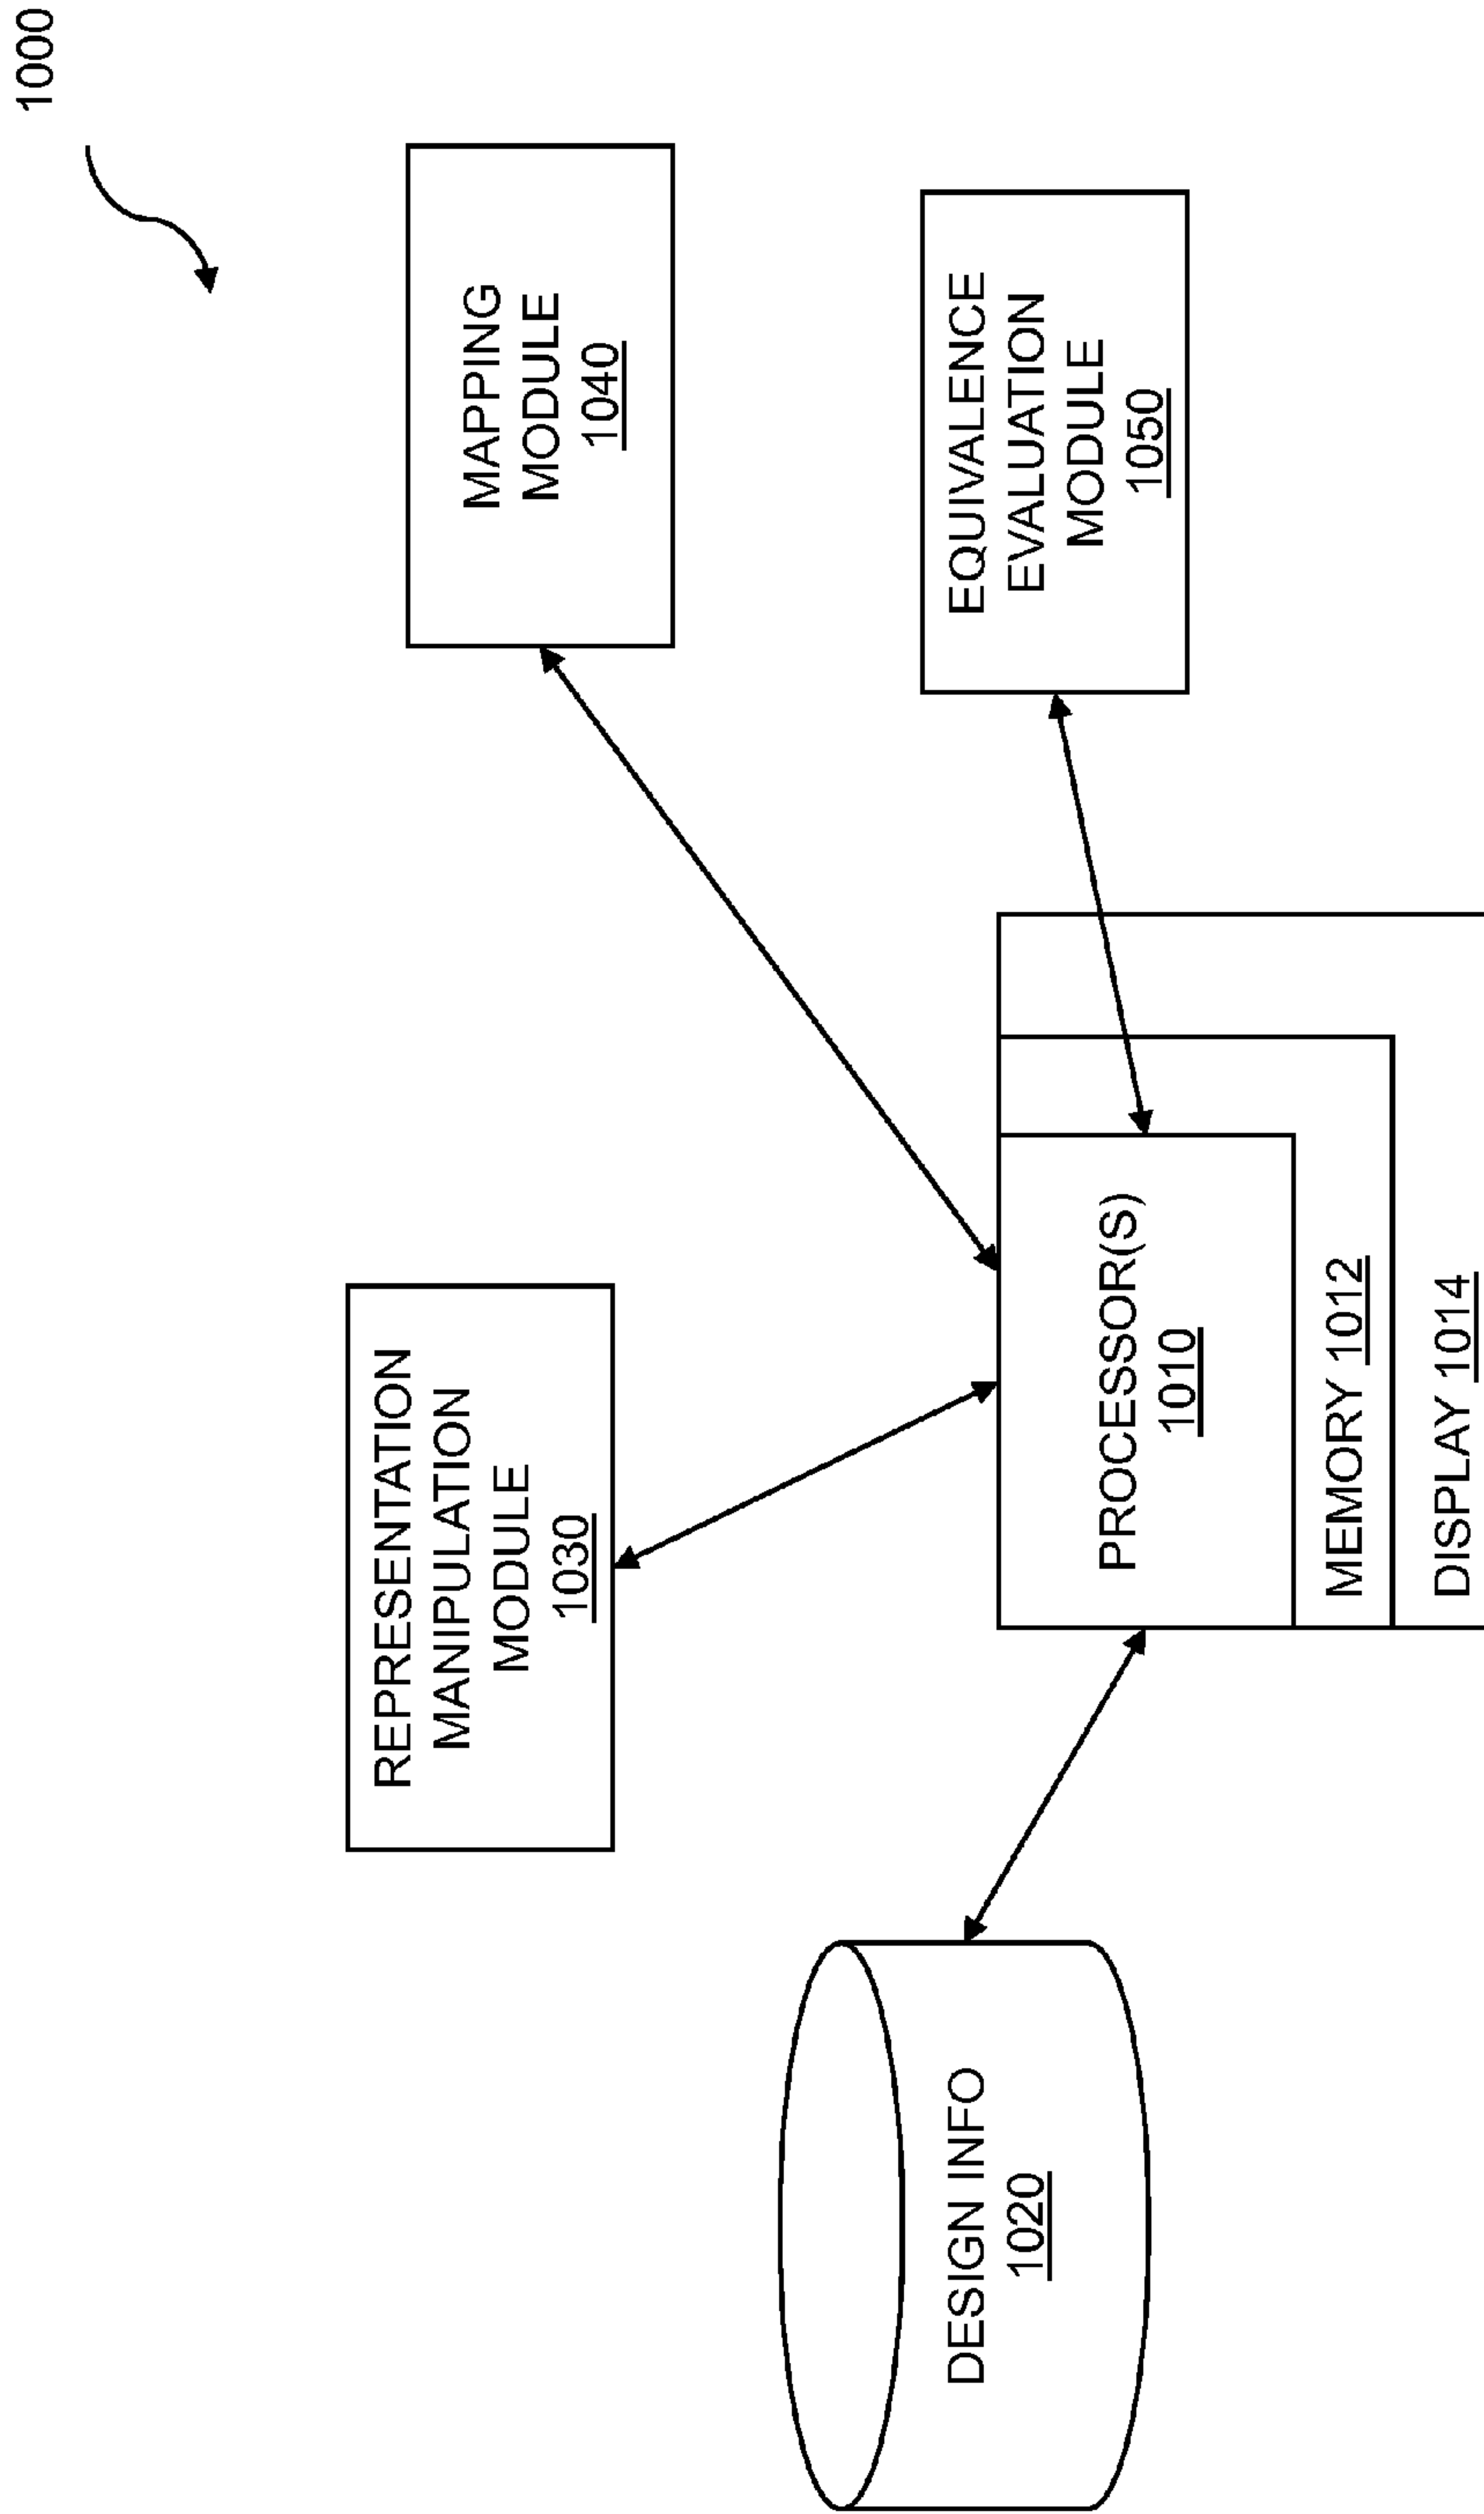 1000
REPRESENTATION
MANIPULATION
MODULE
1030
MAPPING
MODULE
1040
DESIGN INFO
1020
PROCESSOR(S)
1010
MEMORY 1012
DISPLAY 1014
EQUIVALENCE
EVALUATION
MODULE
1050